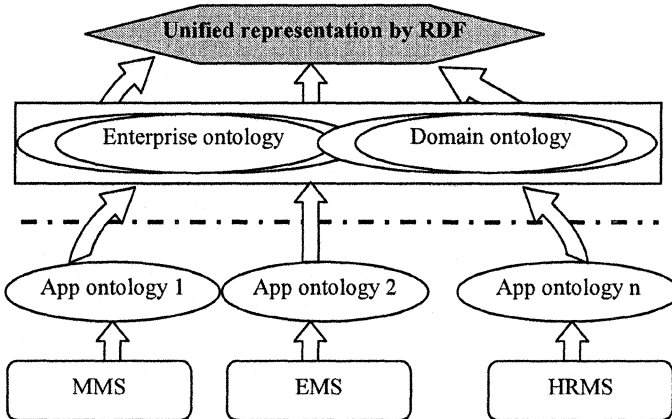 Unified representation by RDF
Enterprise ontology
Domain ontology
App ontology 1
App ontology 2
App ontology n
MMS
EMS
HRMS